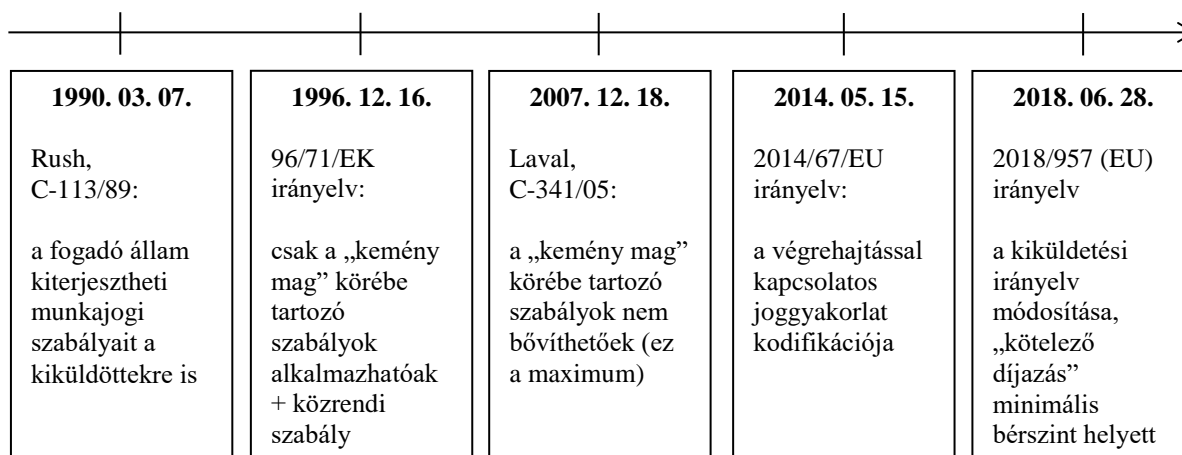 1990. 03. 07.
Rush,
C-113/89:
a fogadó állam
kiterjesztheti
munkajogi
szabályait a
kiküldöttekre is
1996. 12. 16.
96/71/EK
irányelv:
csak a „kemény
mag” körébe
tartozó
szabályok
alkalmazhatóak
+ közrendi
szabály
2007. 12. 18.
Laval,
C-341/05:
a „kemény mag”
körébe tartozó
szabályok nem
bővíthetőek (ez
a maximum)
2014. 05. 15.
2014/67/EU
irányelv:
a végrehajtással
kapcsolatos
joggyakorlat
kodifikációja
2018. 06. 28.
2018/957 (EU)
irányelv
a kiküldetési
irányelv
módosítása,
„kötelező
díjazás”
minimális
bérszint helyett